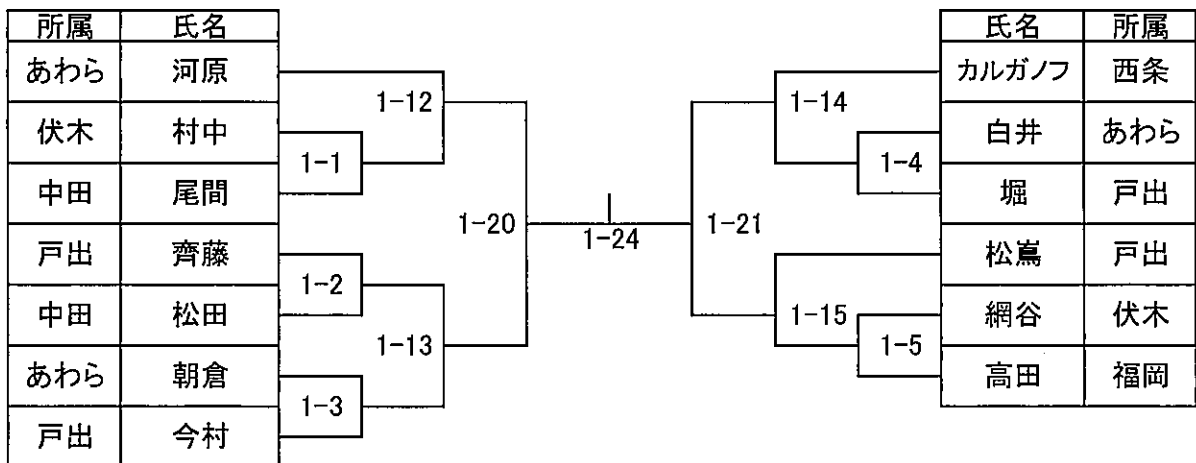 所属 氏名
あわら 河原
伏木 村中
中田 尾間
戸出 齊藤
中田 松田
あわら 朝倉
戸出 今村
1-12
1-1
1-20
1-2
1-13
1-3
1-24
氏名 所属
カルガノフ 西条
白井 あわら
堀 戸出
松嶌 戸出
網谷 伏木
高田 福岡
1-14
1-4
1-21
1-15
1-5